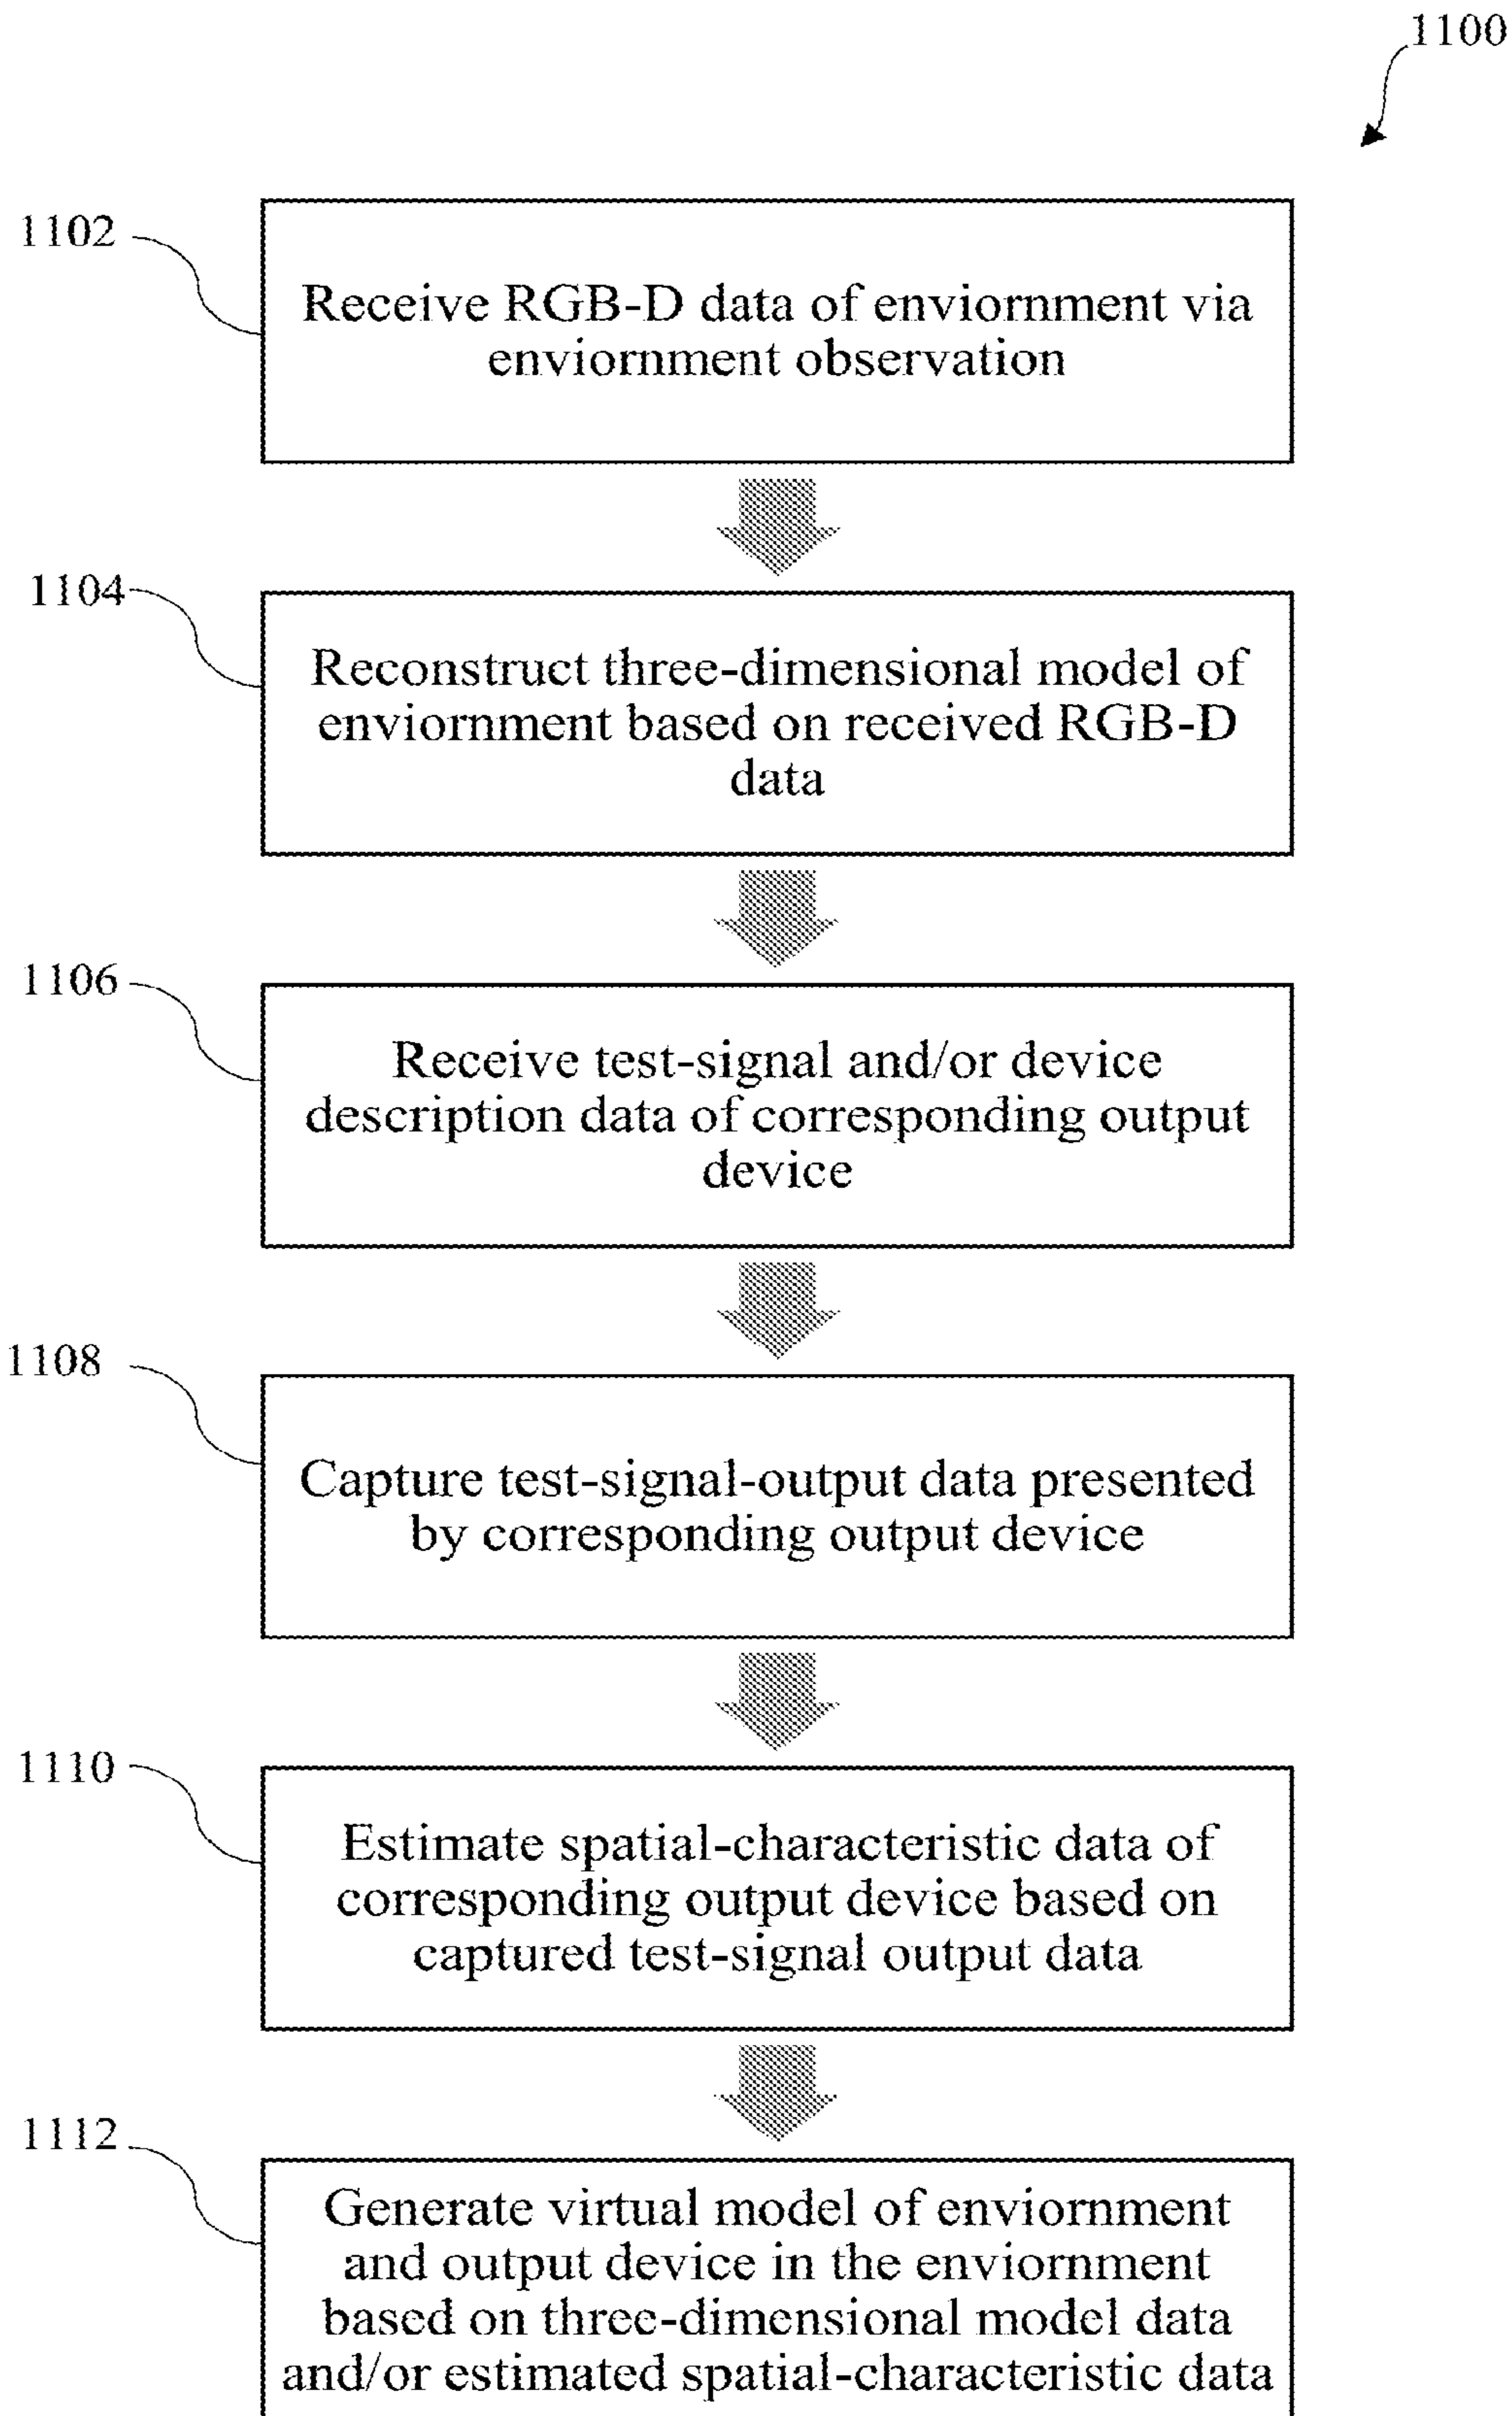 1100
1102
Receive RGB-D data of enviornment via
enviornment observation
1104
Reconstruct three-dimensional model of
enviornment based on received RGB-D
data
1106
Receive test-signal and/or device
description data of corresponding output
device
1108
Capture test-signal-output data presented
by corresponding output device
1110
Estimate spatial-characteristic data of
corresponding output device based on
captured test-signal output data
1112
Generate virtual model of enviornment
and output device in the enviornment
based on three-dimensional model data
and/or estimated spatial-characteristic data